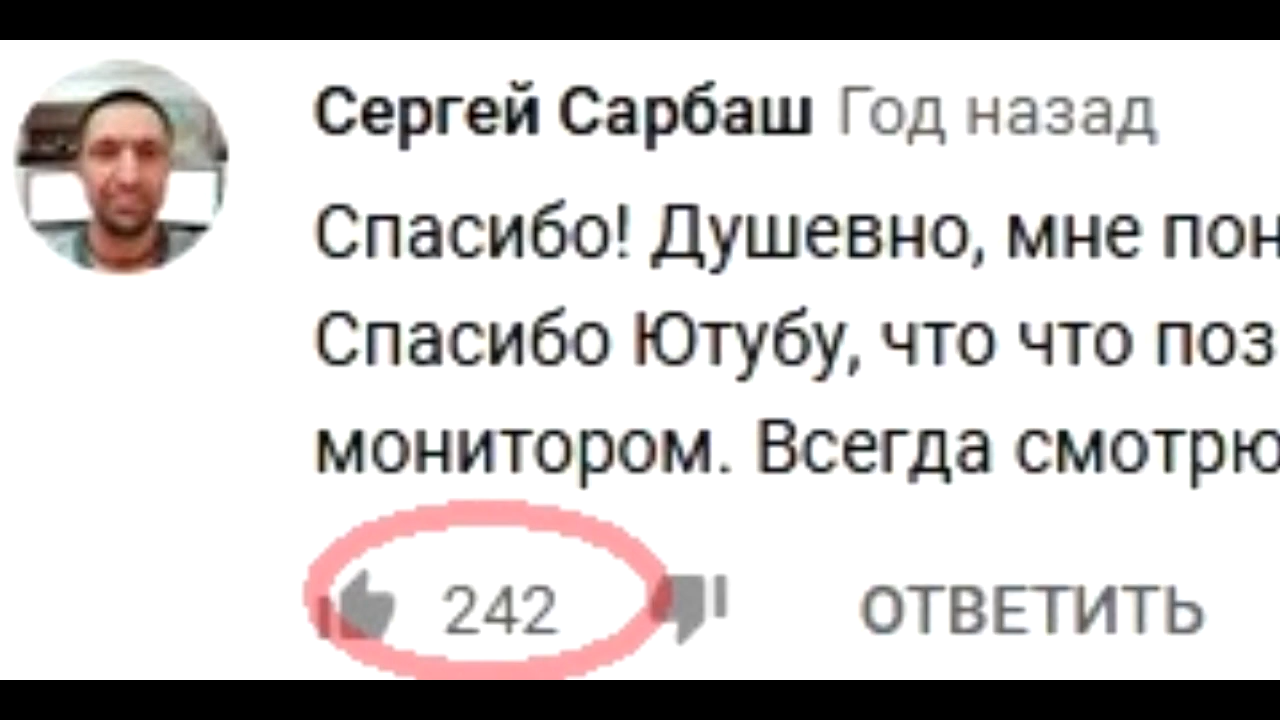 Сергей Сарбаш Год назад
Спасибо! Душевно, мне пон
Спасибо Ютубу, что что поз
монитором. Всегда смотрю
242 ОТВЕТИТЬ